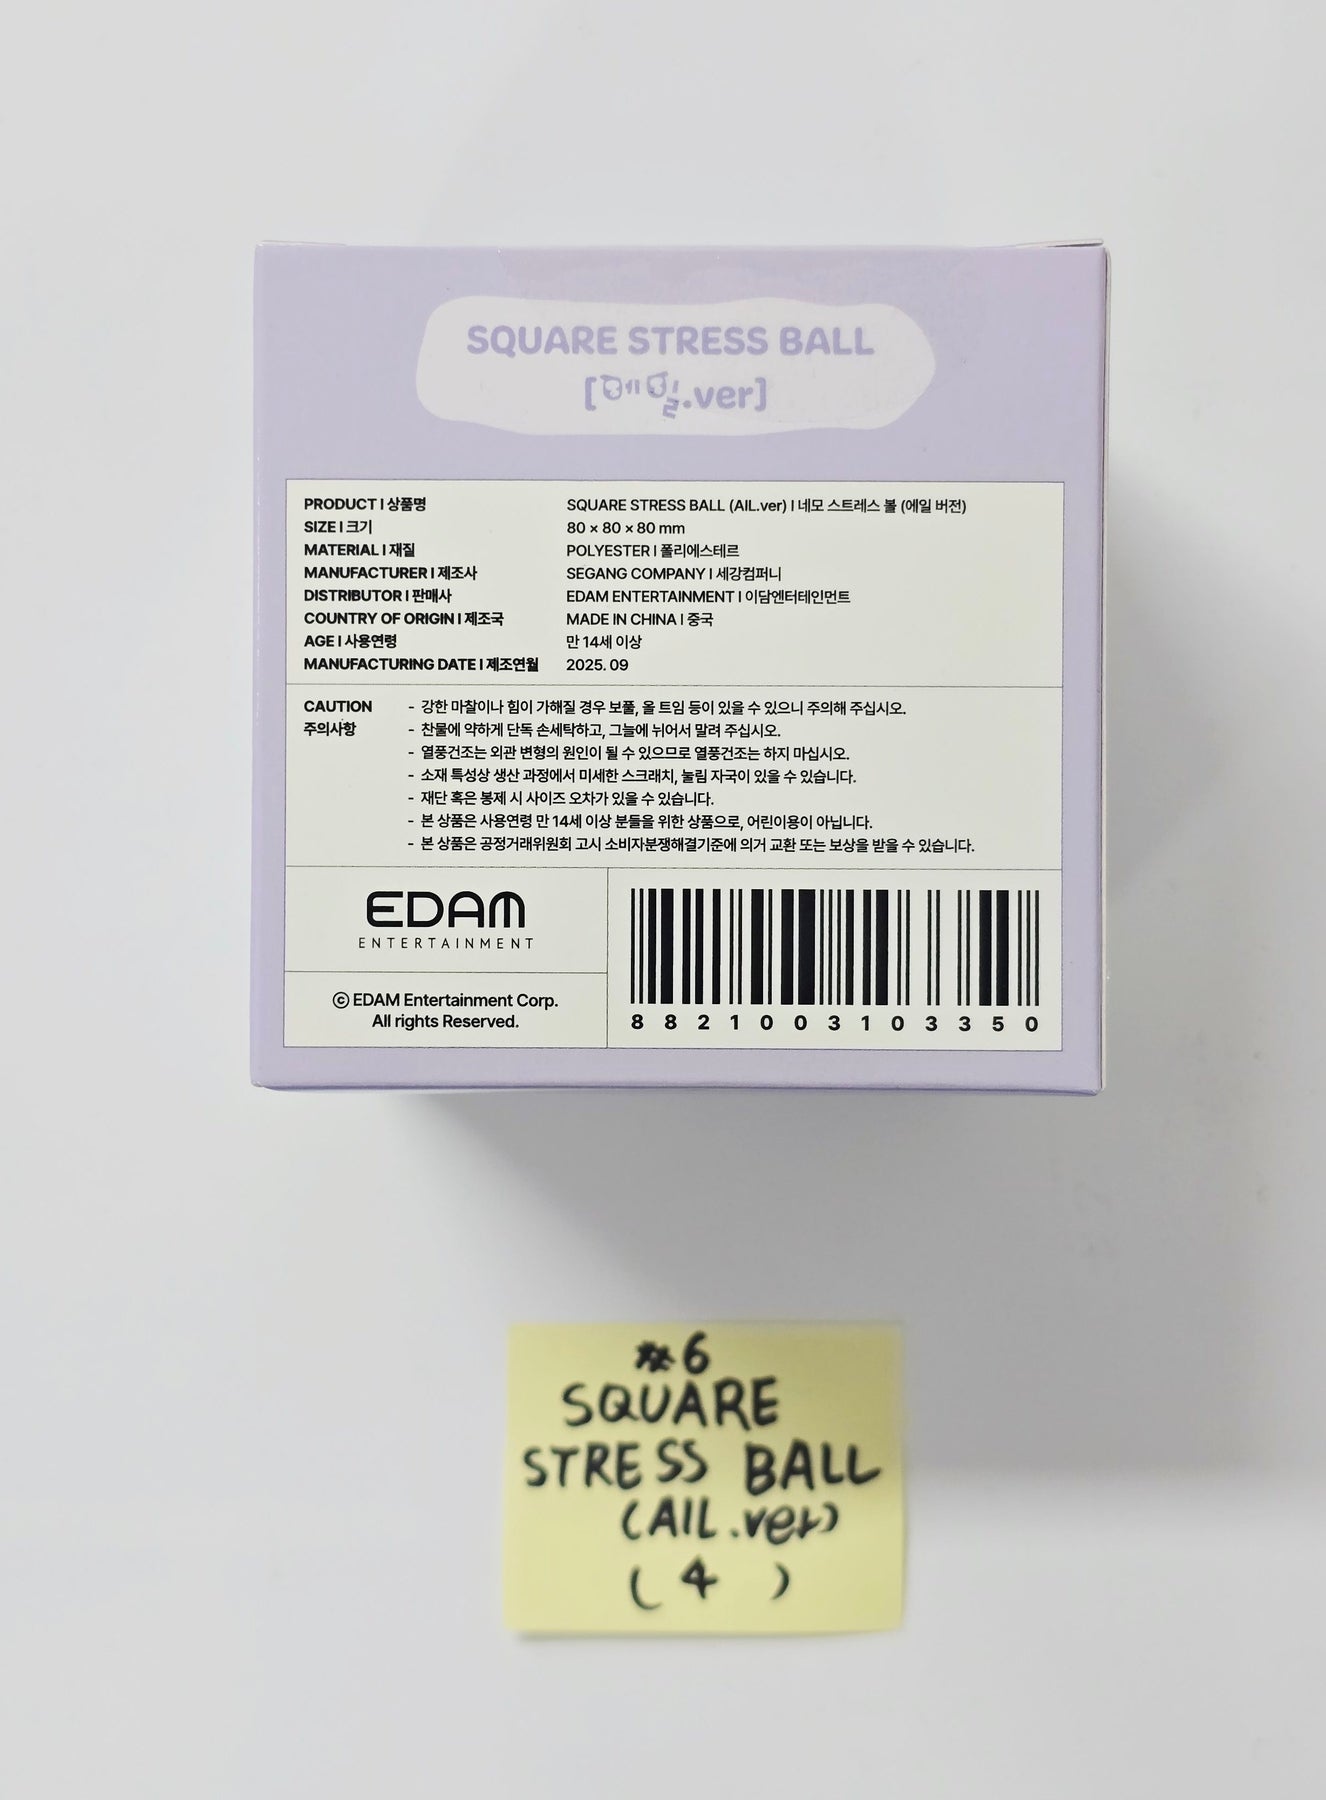 SQUARE STRESS BALL
[에일.ver]
PRODUCT | 상품명 SQUARE STRESS BALL (AIL.ver) | 네모 스트레스 볼 (에일 버전)
SIZE | 크기 80 × 80 × 80 mm
MATERIAL | 재질 POLYESTER | 폴리에스테르
MANUFACTURER | 제조사 SEGANG COMPANY | 세강컴퍼니
DISTRIBUTOR | 판매사 EDAM ENTERTAINMENT | 이담엔터테인먼트
COUNTRY OF ORIGIN | 제조국 MADE IN CHINA | 중국
AGE | 사용연령 만 14세 이상
MANUFACTURING DATE | 제조연월 2025. 09
CAUTION
주의사항
- 강한 마찰이나 힘이 가해질 경우 보풀, 올 트임 등이 있을 수 있으니 주의해 주십시오.
- 찬물에 약하게 단독 손세탁하고, 그늘에 뉘어서 말려 주십시오.
- 열풍건조는 외관 변형의 원인이 될 수 있으므로 열풍건조는 하지 마십시오.
- 소재 특성상 생산 과정에서 미세한 스크래치, 눌림 자국이 있을 수 있습니다.
- 재단 혹은 봉제 시 사이즈 오차가 있을 수 있습니다.
- 본 상품은 사용연령 만 14세 이상 분들을 위한 상품으로, 어린이용이 아닙니다.
- 본 상품은 공정거래위원회 고시 소비자분쟁해결기준에 의거 교환 또는 보상을 받을 수 있습니다.
EDAM
ENTERTAINMENT
ⓒ EDAM Entertainment Corp.
All rights Reserved.
8821003103350
#6
SQUARE
STRESS BALL
(AIL.ver)
( 4 )